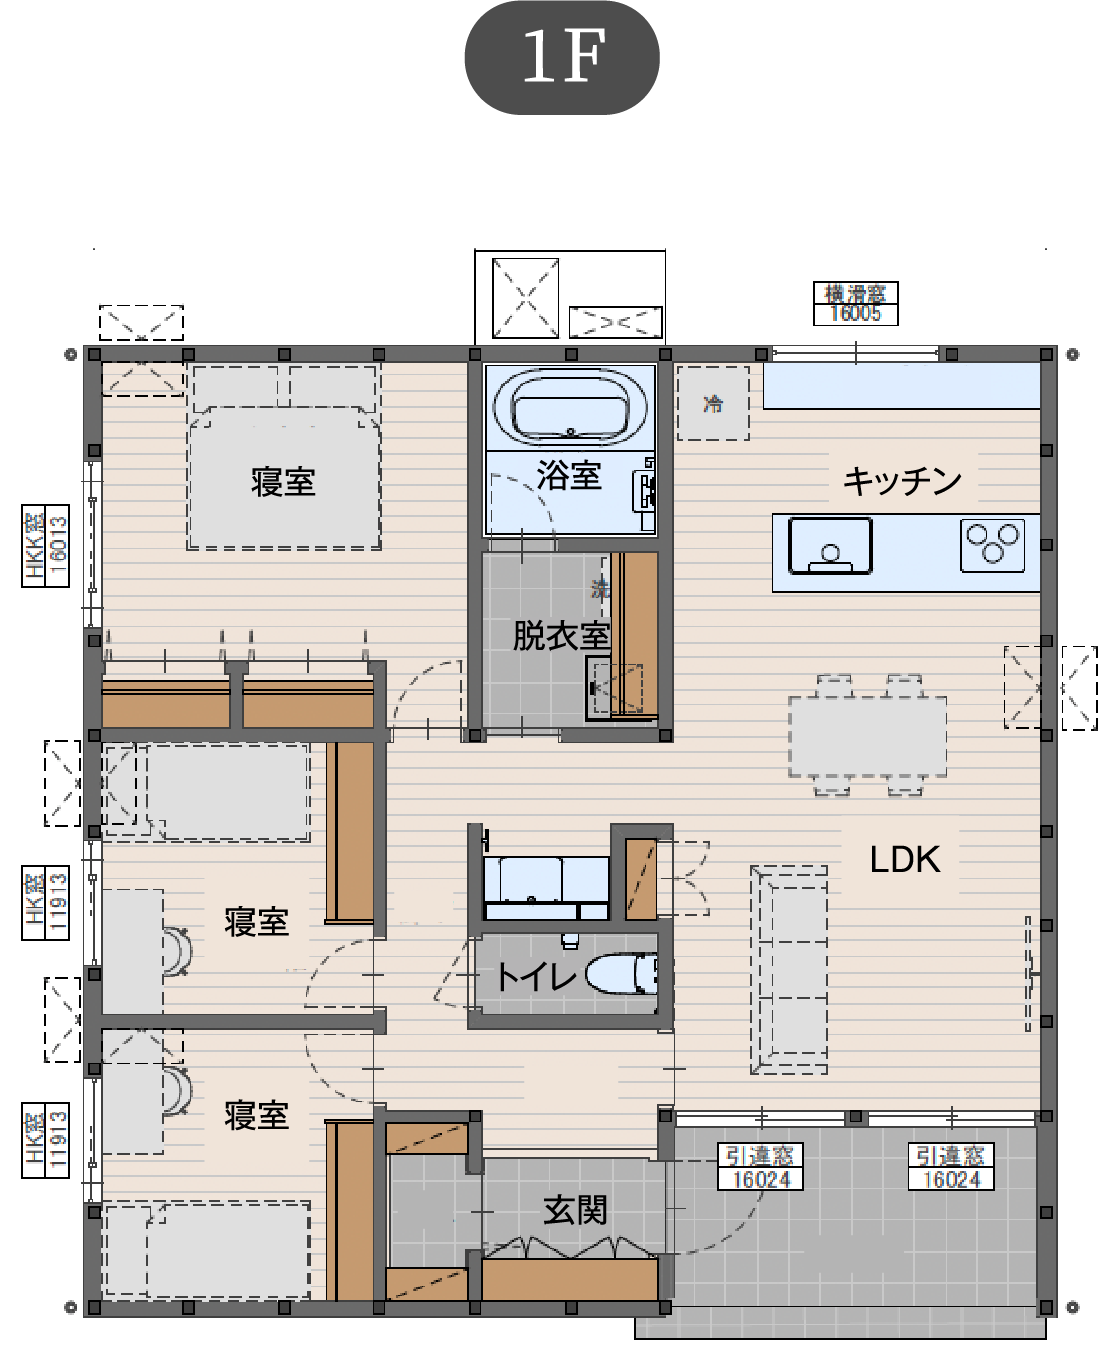 1F
横滑窓
16005
冷
浴室
寝室
キッチン
HKK窓
16013
洗
脱衣室
LDK
HK窓
11913
寝室
トイレ
寝室
HK窓
11913
引違窓
16024
引違窓
16024
玄関